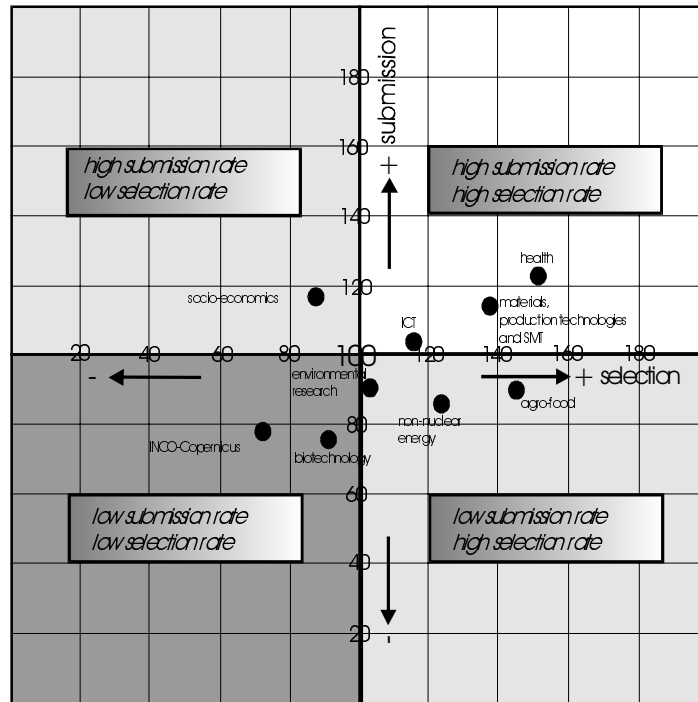 180
+ submission
160
high submission rate
low selection rate
high submission rate
high selection rate
140
health
120
socio-economics
materials,
production technologies
and SMT
ICT
20 40 60 80 100 120 140 160 180
environmental
research
-
+ selection
agro-food
80
non-nuclear
energy
INCO-Copernicus
biotechnology
60
low submission rate
low selection rate
low submission rate
high selection rate
40
20
-